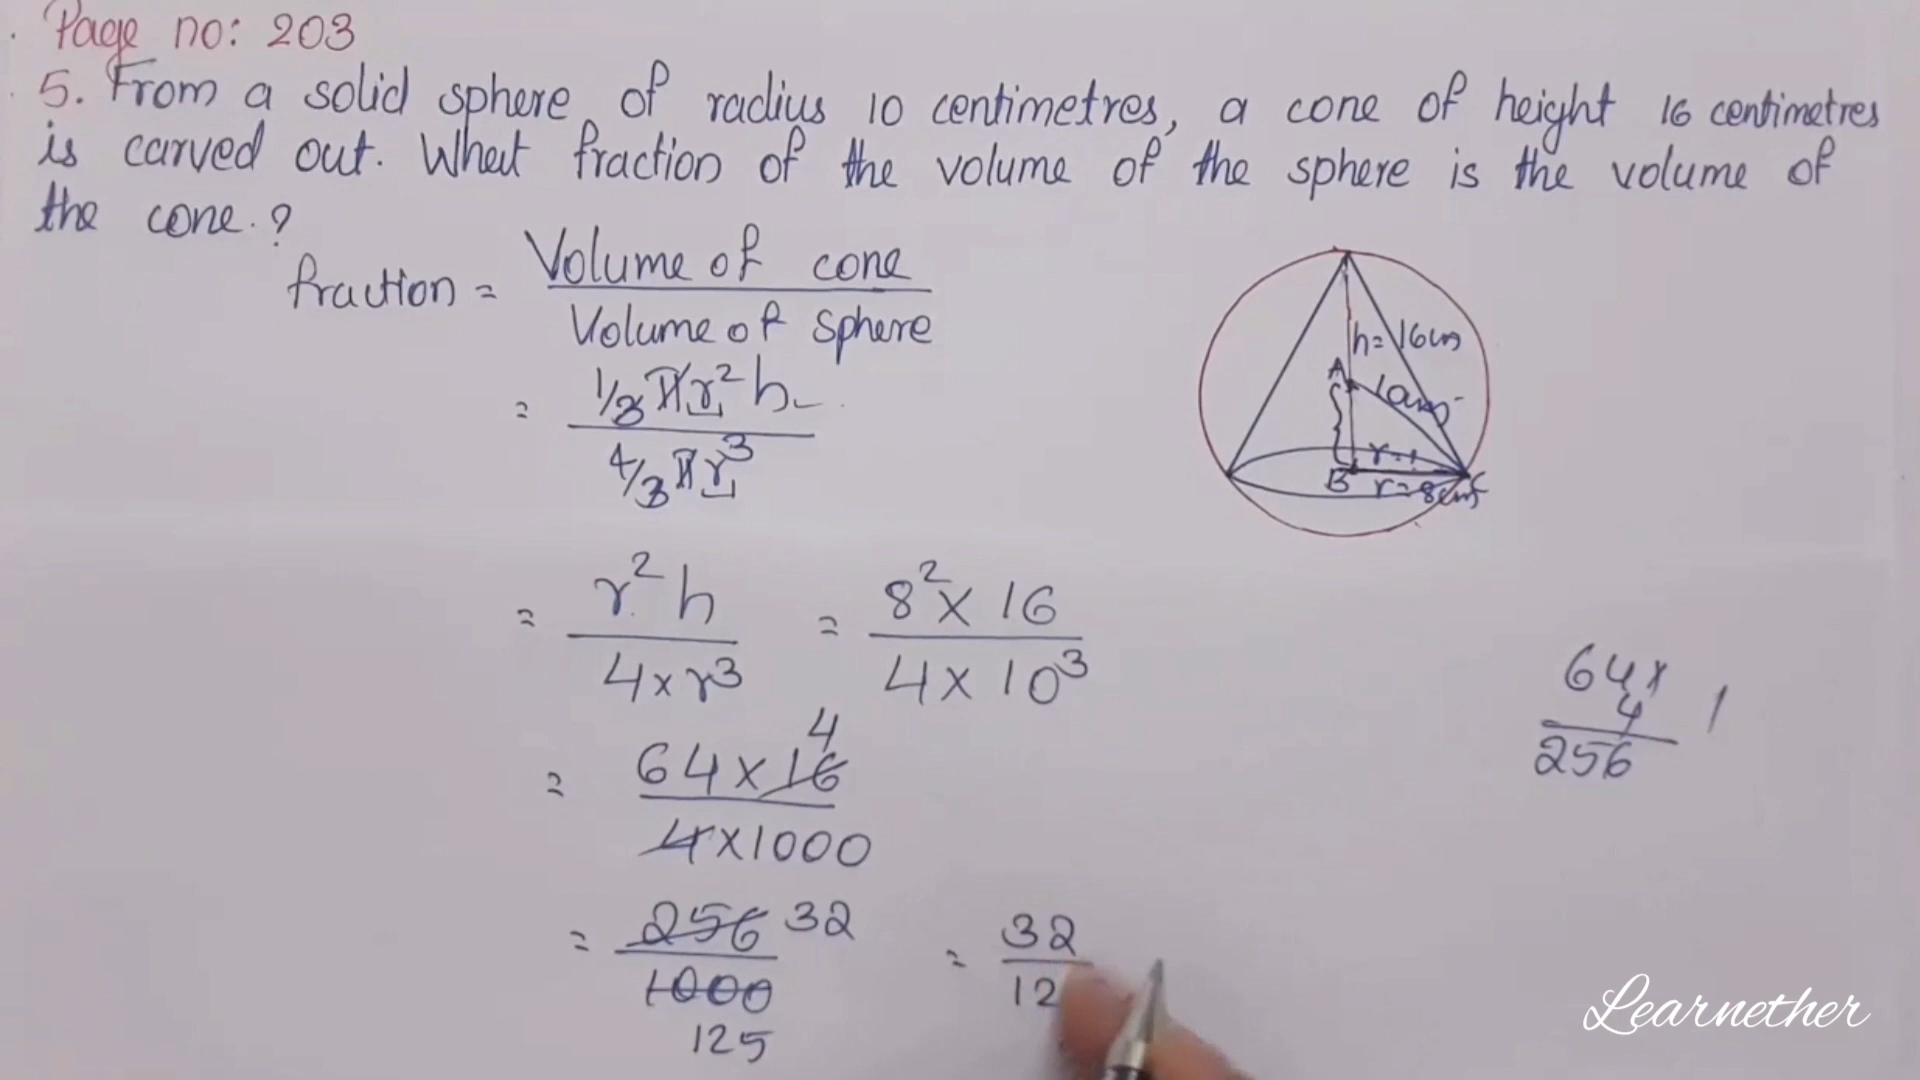 Page no: 203
5. From a solid sphere of radius 10 centimetres, a cone of height 16 centimetres
is carved out. What fraction of the volume of the sphere is the volume of
the cone.?
fraction = Volume of cone
Volume of sphere
= 1/3 πr² h
4/3 πr³
h= 16cm
A
10cm
B
r=8cm
C
= r² h
4×r³
= 8² × 16
4 × 10³
4
= 64 × 16
4×1000
64×
4
256
= 256 32
1000
125
= 32
12
Learnether